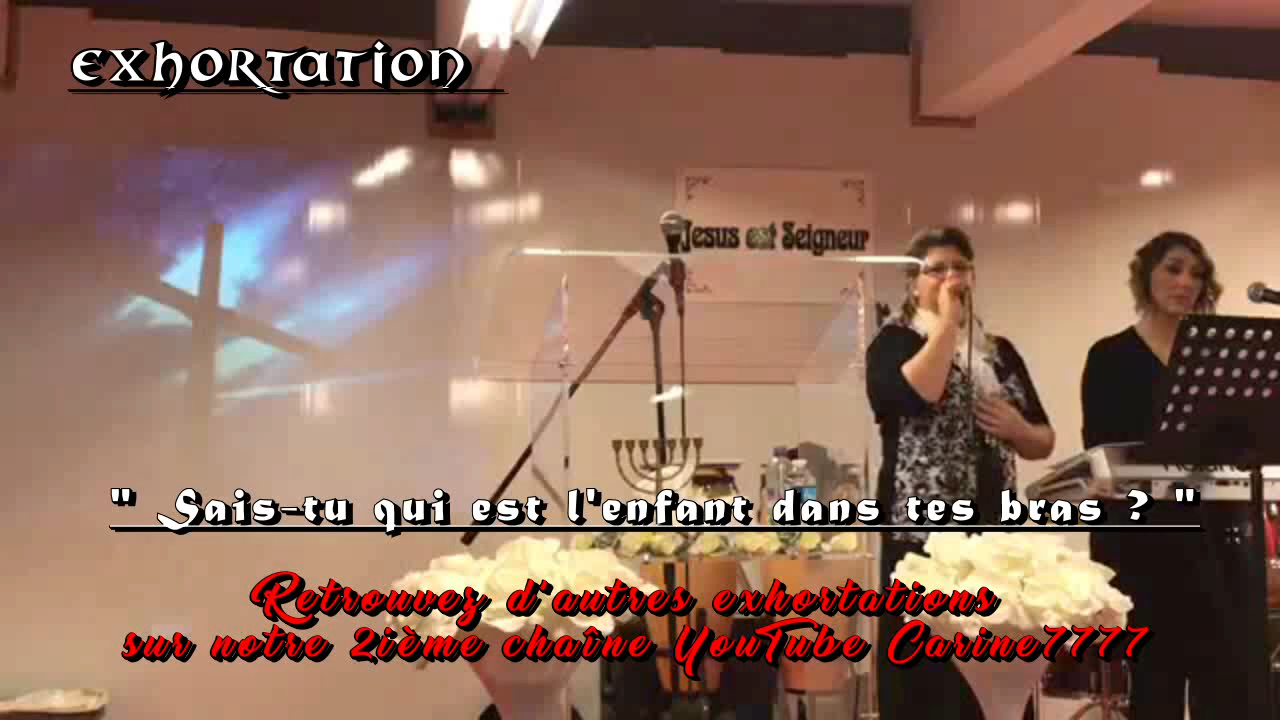 EXHORTATION
Jesus est Seigneur
" Sais-tu qui est l'enfant dans tes bras ? "
Retrouvez d'autres exhortations
sur notre 2ième chaîne YouTube Carine7777